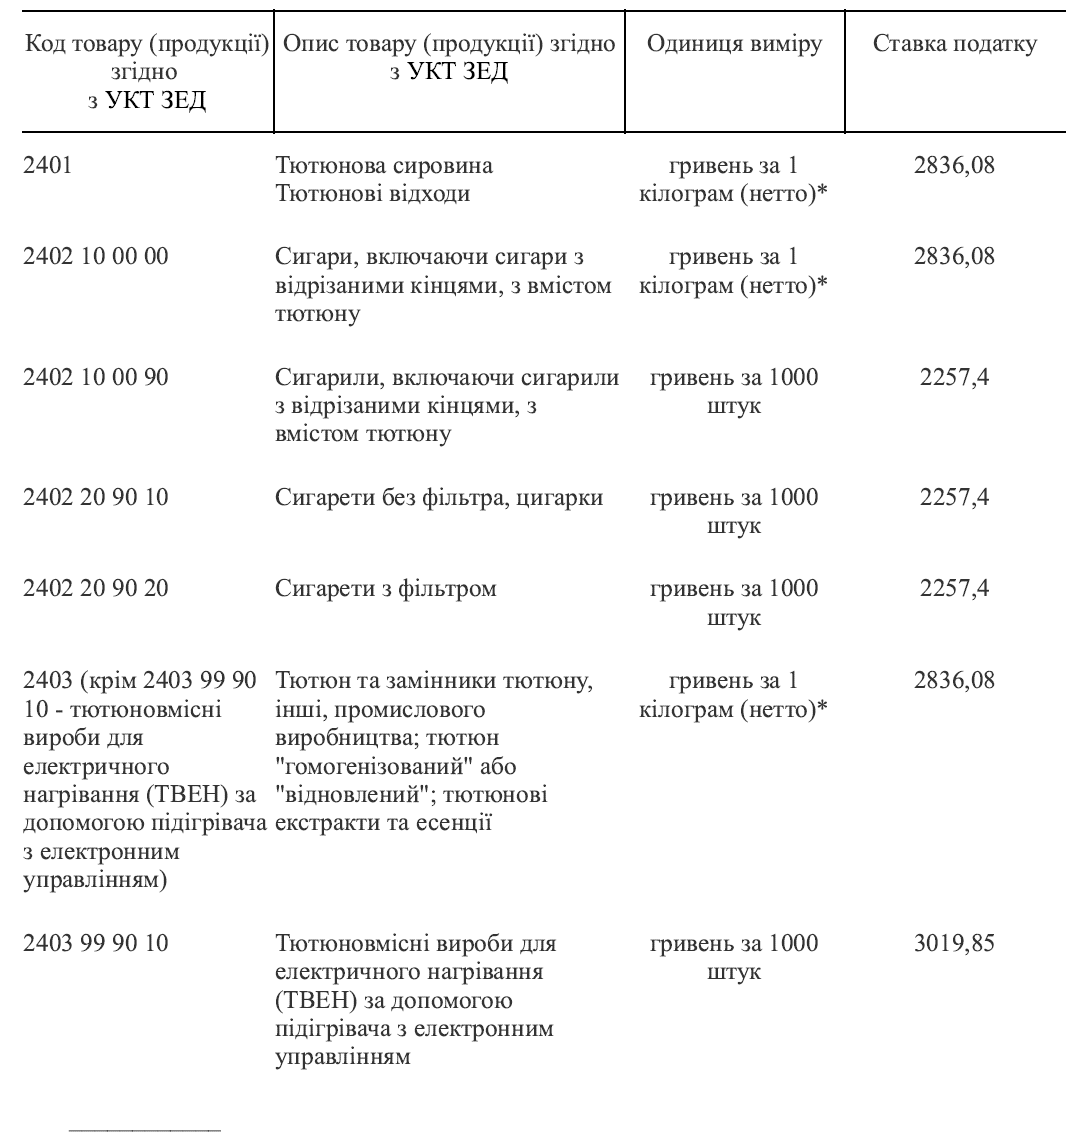 Код товару (продукції)
згідно
з УКТ ЗЕД
Опис товару (продукції) згідно
з УКТ ЗЕД
Одиниця виміру
Ставка податку
2401
Тютюнова сировина
Тютюнові відходи
гривень за 1
кілограм (нетто)*
2836,08
2402 10 00 00
Сигари, включаючи сигари з
відрізаними кінцями, з вмістом
тютюну
гривень за 1
кілограм (нетто)*
2836,08
2402 10 00 90
Сигарили, включаючи сигарили
з відрізаними кінцями, з
вмістом тютюну
гривень за 1000
штук
2257,4
2402 20 90 10
Сигарети без фільтра, цигарки
гривень за 1000
штук
2257,4
2402 20 90 20
Сигарети з фільтром
гривень за 1000
штук
2257,4
2403 (крім 2403 99 90
10 - тютюновмісні
вироби для
електричного
нагрівання (ТВЕН) за
допомогою підігрівача
з електронним
управлінням)
Тютюн та замінники тютюну,
інші, промислового
виробництва; тютюн
"гомогенізований" або
"відновлений"; тютюнові
екстракти та есенції
гривень за 1
кілограм (нетто)*
2836,08
2403 99 90 10
Тютюновмісні вироби для
електричного нагрівання
(ТВЕН) за допомогою
підігрівача з електронним
управлінням
гривень за 1000
штук
3019,85